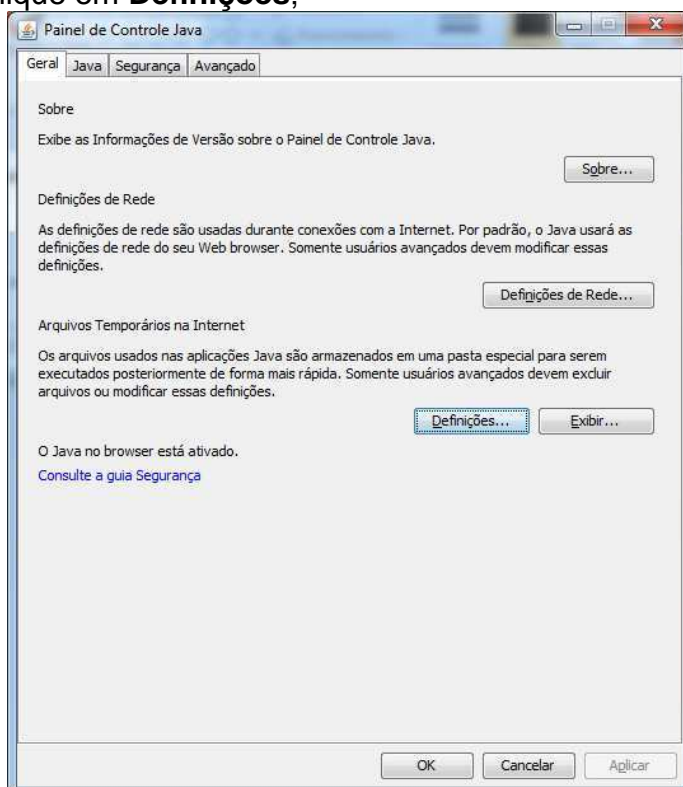 ique em Definições;
Painel de Controle Java
Geral Java Segurança Avançado
Sobre
Exibe as Informações de Versão sobre o Painel de Controle Java.
Sobre...
Definições de Rede
As definições de rede são usadas durante conexões com a Internet. Por padrão, o Java usará as
definições de rede do seu Web browser. Somente usuários avançados devem modificar essas
definições.
Definições de Rede...
Arquivos Temporários na Internet
Os arquivos usados nas aplicações Java são armazenados em uma pasta especial para serem
executados posteriormente de forma mais rápida. Somente usuários avançados devem excluir
arquivos ou modificar essas definições.
Definições... Exibir...
O Java no browser está ativado.
Consulte a guia Segurança
OK Cancelar Aplicar